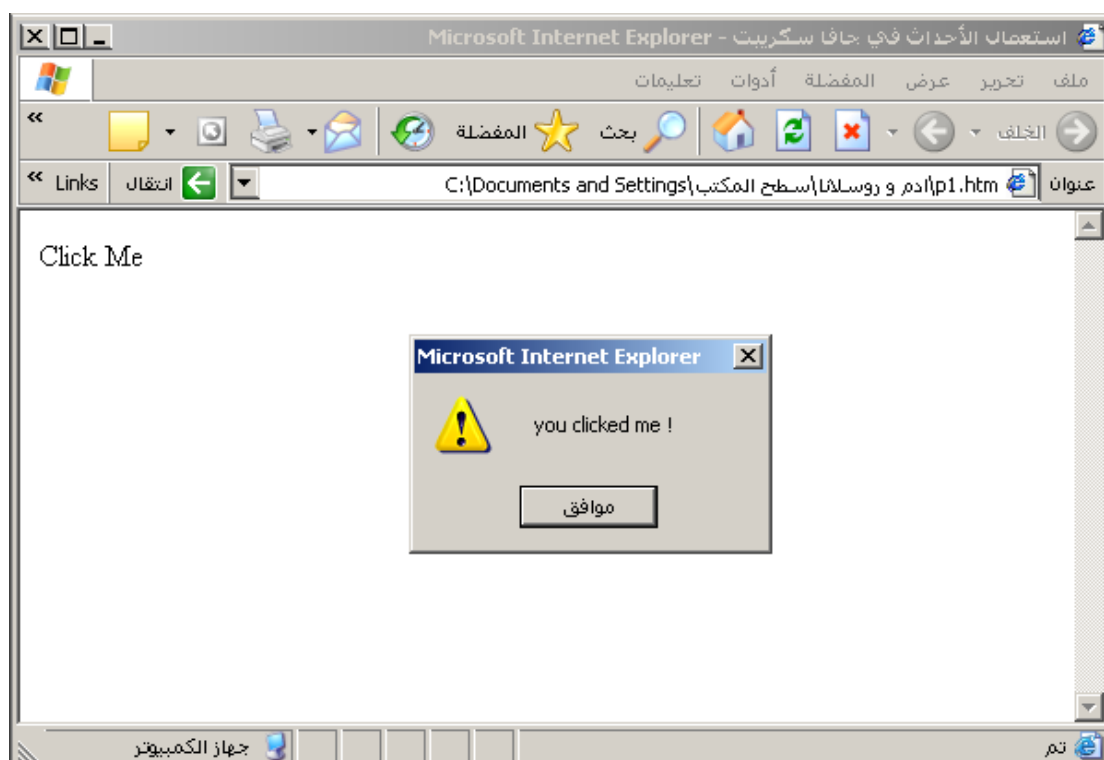 استعمال الأحداث في جافا سكريبت - Microsoft Internet Explorer
ملف تحرير عرض المفضلة أدوات تعليمات
الخلف بحث المفضلة »
عنوان C:\Documents and Settings\ادم و روسلانا\سطح المكتب\p1.htm انتقال Links »
Click Me
Microsoft Internet Explorer
you clicked me !
موافق
تم جهاز الكمبيوتر